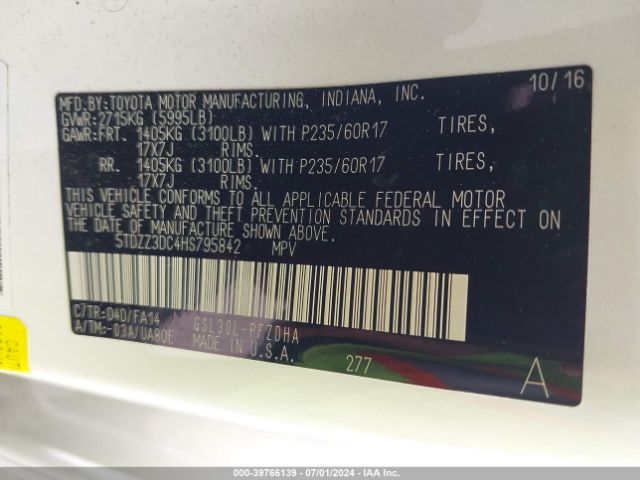 10/16
MFD.BY:TOYOTA MOTOR MANUFACTURING, INDIANA, INC.
GVWR:2715KG (5995LB)
GAWR:FRT. 1405KG (3100LB) WITH P235/60R17 TIRES,
17X7J RIMS.
RR. 1405KG (3100LB) WITH P235/60R17 TIRES,
17X7J RIMS.
THIS VEHICLE CONFORMS TO ALL APPLICABLE FEDERAL MOTOR
VEHICLE SAFETY AND THEFT PREVENTION STANDARDS IN EFFECT ON
THE DATE OF MANUFACTURE SHOWN ABOVE.
5TDZZ3DC4HS795842 MPV
C/TR:040/FA14 GSL30L-PFZDHA
A/TM:-03A/UA80E MADE IN U.S.A.
277
A
CAUT
000-39766139 - 07/01/2024 - IAA Inc.